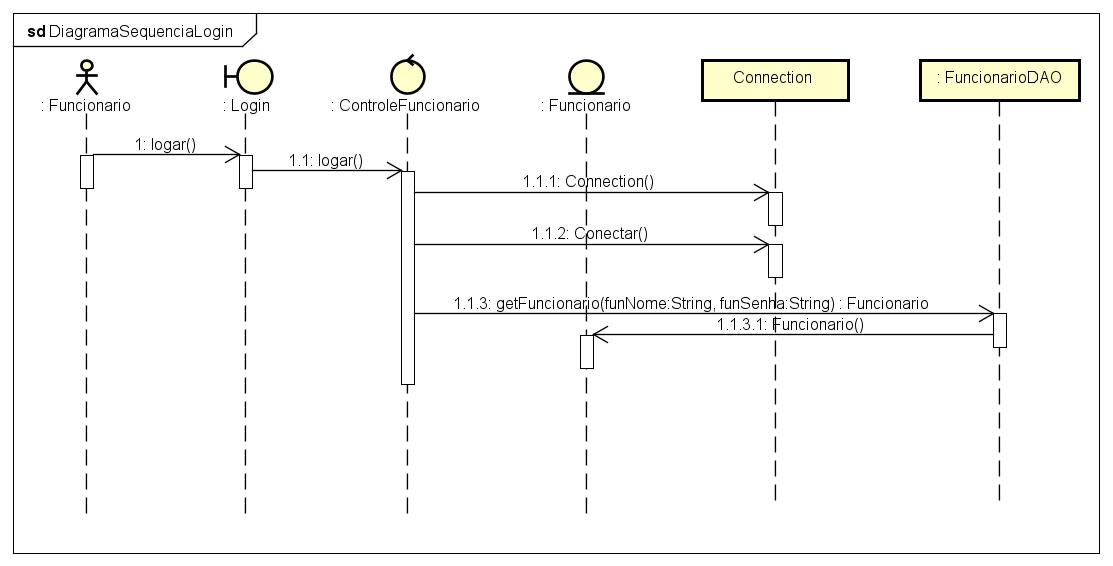 sd DiagramaSequenciaLogin
: Funcionario
: Login
: ControleFuncionario
: Funcionario
Connection
: FuncionarioDAO
1: logar()
1.1: logar()
1.1.1: Connection()
1.1.2: Conectar()
1.1.3: getFuncionario(funNome:String, funSenha:String) : Funcionario
1.1.3.1: Funcionario()